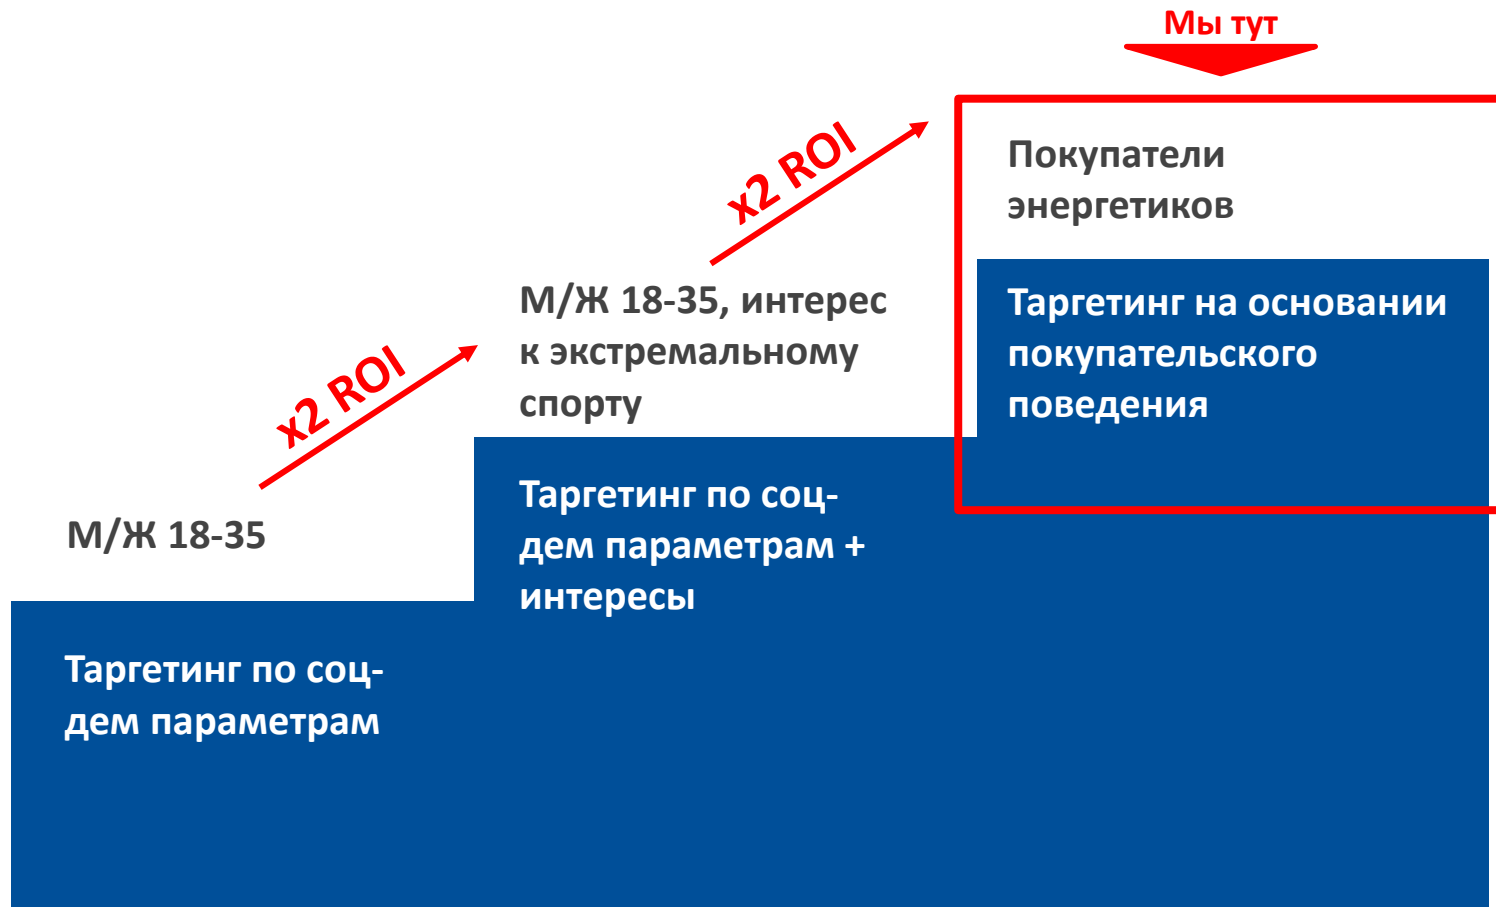 Мы тут
x2 ROI
Покупатели
энергетиков
Таргетинг на основании
покупательского
поведения
x2 ROI
М/Ж 18-35, интерес
к экстремальному
спорту
Таргетинг по соц-
дем параметрам +
интересы
М/Ж 18-35
Таргетинг по соц-
дем параметрам